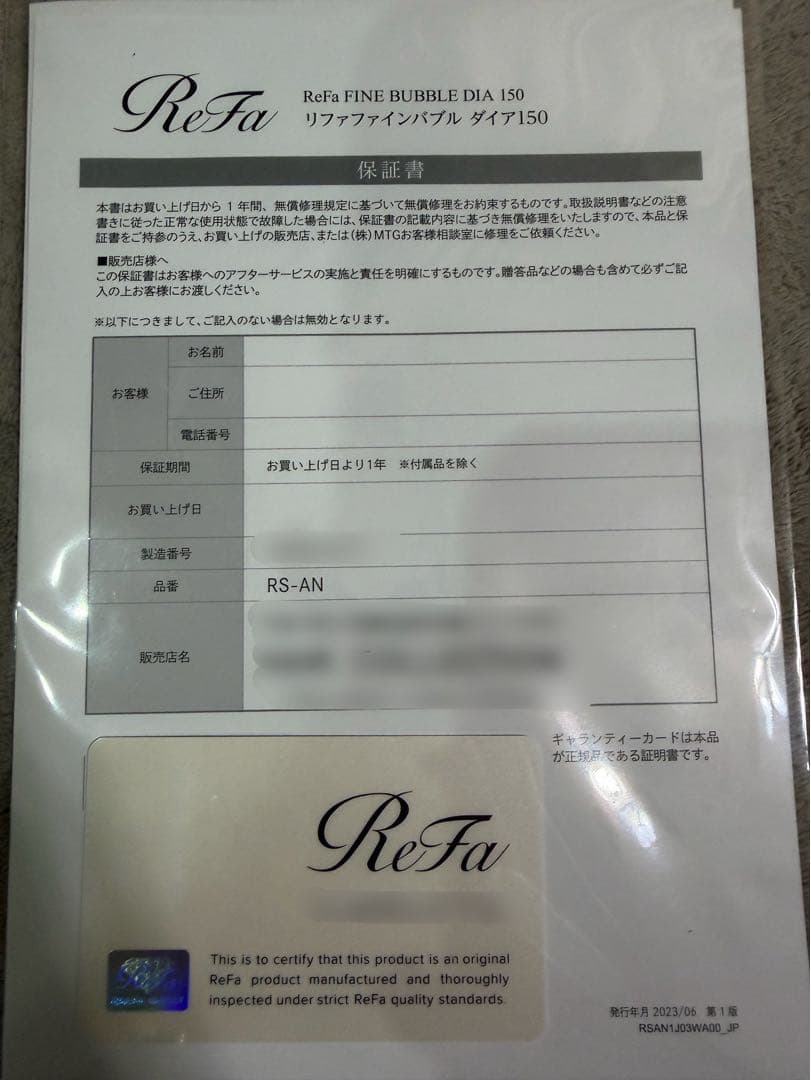 ReFa
ReFa FINE BUBBLE DIA 150
リファファインバブル ダイア150
保証書
本書はお買い上げ日から 1 年間、無償修理規定に基づいて無償修理をお約束するものです。取扱説明書などの注意
書きに従った正常な使用状態で故障した場合には、保証書の記載内容に基づき無償修理をいたしますので、本品と保
証書をご持参のうえ、お買い上げの販売店、または(株)MTGお客様相談室に修理をご依頼ください。
■販売店様へ
この保証書はお客様へのアフターサービスの実施と責任を明確にするものです。贈答品などの場合も含めて必ずご記
入の上お客様にお渡しください。
※以下につきまして、ご記入のない場合は無効となります。
お客様
お名前
ご住所
電話番号
保証期間 お買い上げ日より1年 ※付属品を除く
お買い上げ日
製造番号
品番 RS-AN
販売店名
ギャランティーカードは本品
が正規品である証明書です。
ReFa
This is to certify that this product is an original
ReFa product manufactured and thoroughly
inspected under strict ReFa quality standards.
発行年月 2023/06 第1版
RSAN1J03WA00_JP